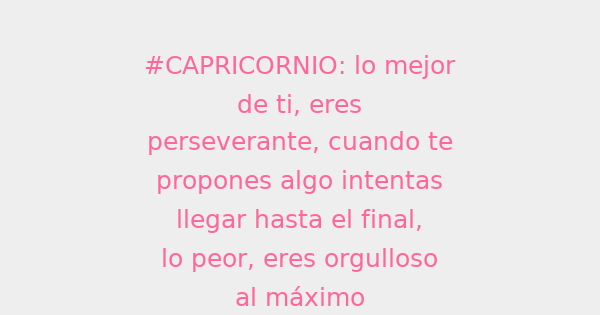 #CAPRICORNIO: lo mejor
de ti, eres
perseverante, cuando te
propones algo intentas
llegar hasta el final,
lo peor, eres orgulloso
al máximo